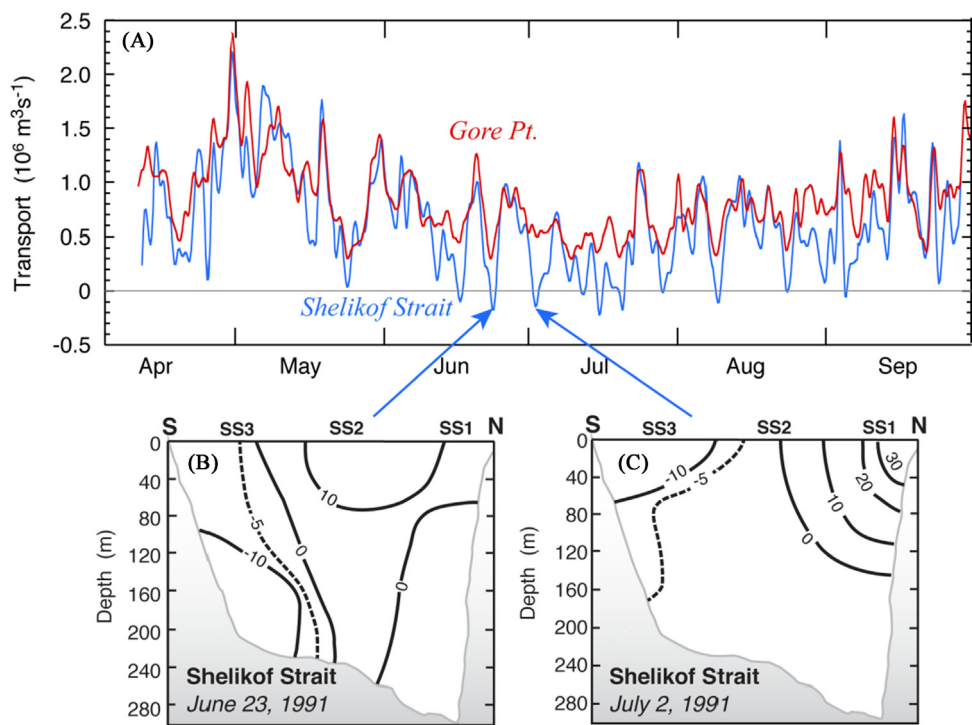 (A)
Transport (10⁶ m³s⁻¹)
2.5
2.0
1.5
1.0
0.5
0
-0.5
Gore Pt.
Shelikof Strait
Apr May Jun Jul Aug Sep
S SS3 SS2 SS1 N
(B)
Depth (m)
0
40
80
120
160
200
240
280
-10
-5
0
10
0
Shelikof Strait
June 23, 1991
S SS3 SS2 SS1 N
(C)
Depth (m)
0
40
80
120
160
200
240
280
-10
-5
0
10
20
30
Shelikof Strait
July 2, 1991